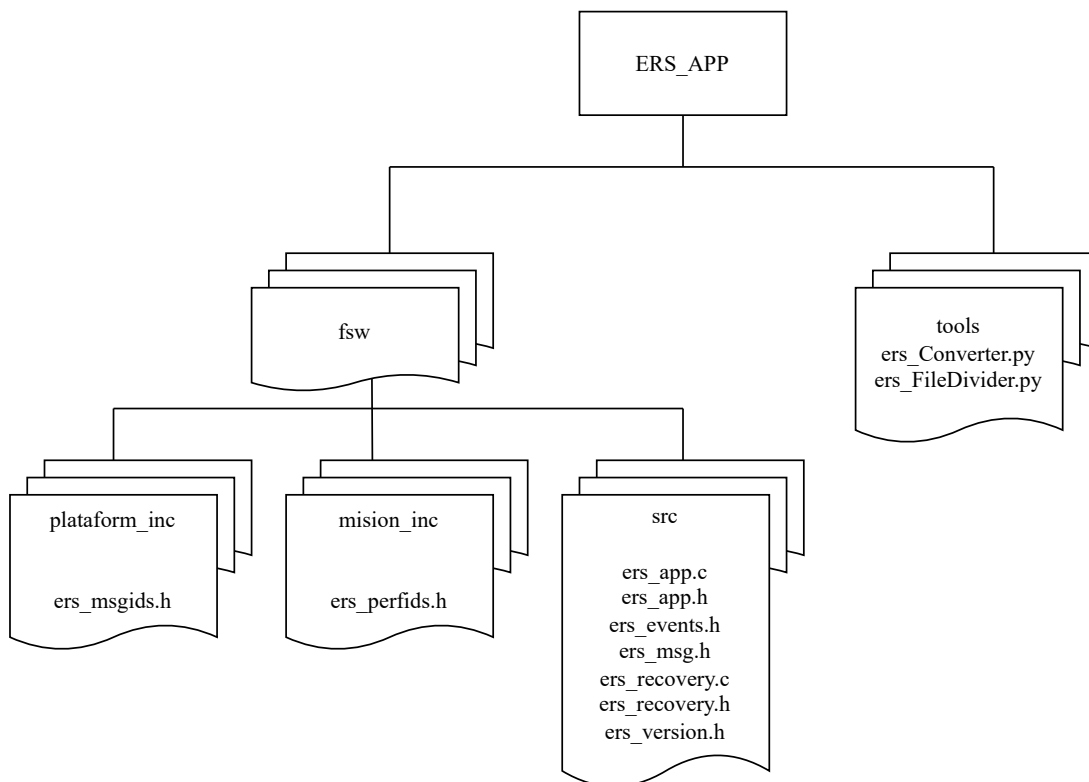 ERS_APP
fsw
tools
ers_Converter.py
ers_FileDivider.py
plataform_inc
ers_msgids.h
mision_inc
ers_perfids.h
src
ers_app.c
ers_app.h
ers_events.h
ers_msg.h
ers_recovery.c
ers_recovery.h
ers_version.h